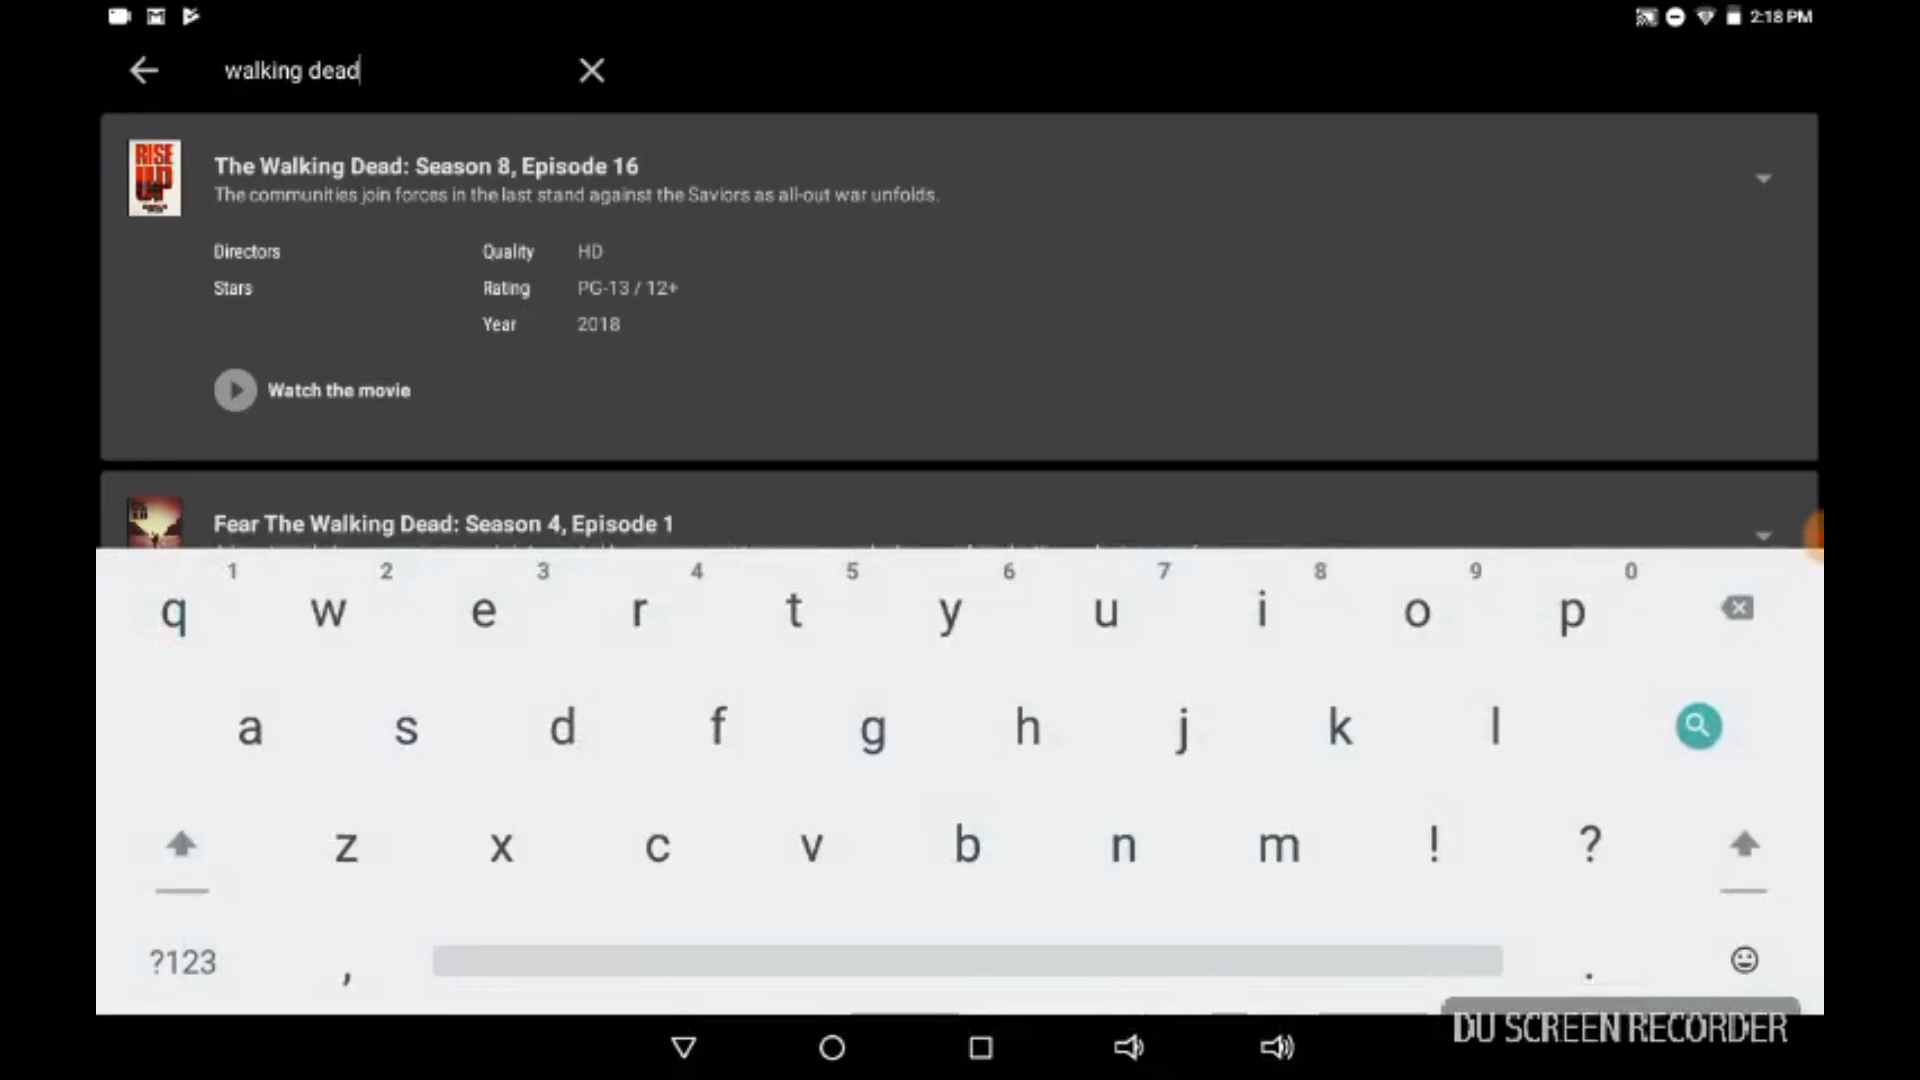 2:18 PM
walking dead
RISE
UP
The Walking Dead: Season 8, Episode 16
The communities join forces in the last stand against the Saviors as all-out war unfolds.
Directors Quality HD
Stars Rating PG-13 / 12+
Year 2018
Watch the movie
Fear The Walking Dead: Season 4, Episode 1
1 2 3 4 5 6 7 8 9 0
q w e r t y u i o p
a s d f g h j k l
z x c v b n m ! ?
?123 , .
DU SCREEN RECORDER